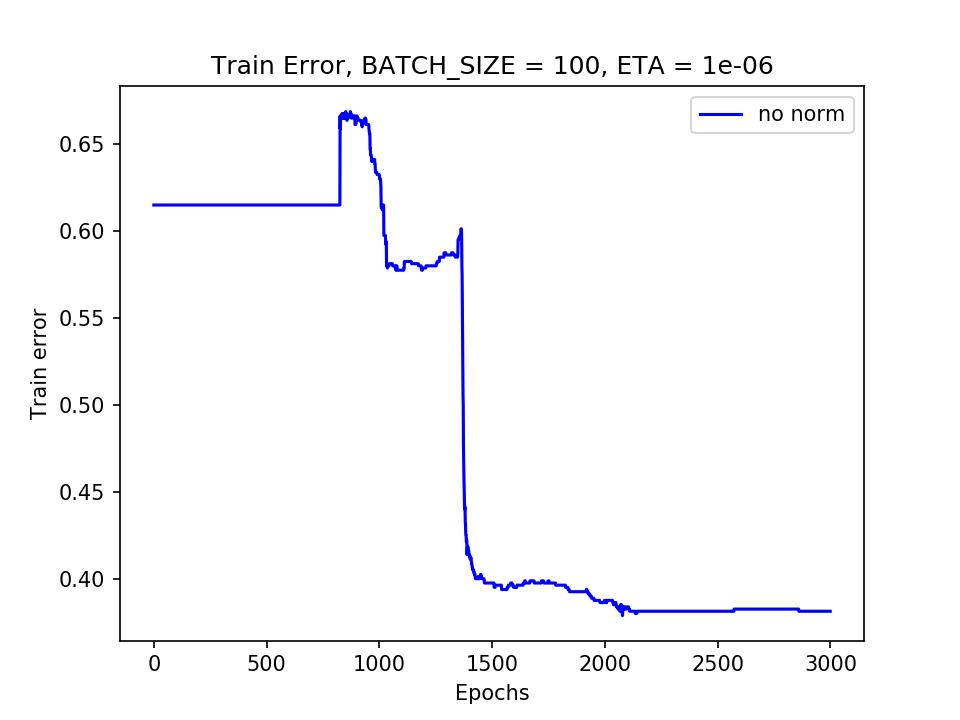 Train Error, BATCH_SIZE = 100, ETA = 1e-06
no norm
0.65
0.60
0.55
0.50
0.45
0.40
Train error
0 500 1000 1500 2000 2500 3000
Epochs